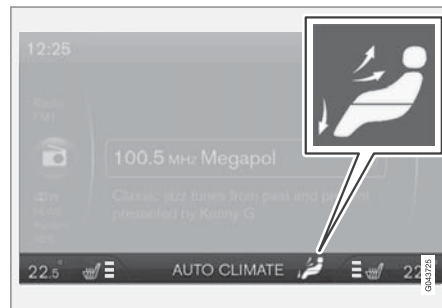 12:25
Radio
FM1
100.5 MHz Megapol
Classic jazz tunes from past and present
presented by Kenny G
22.5° AUTO CLIMATE 22
G043725